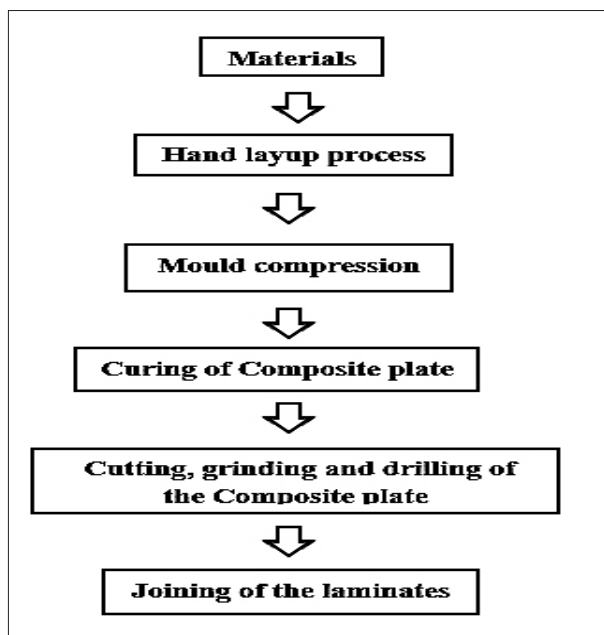 Materials
Hand layup process
Mould compression
Curing of Composite plate
Cutting, grinding and drilling of
the Composite plate
Joining of the laminates